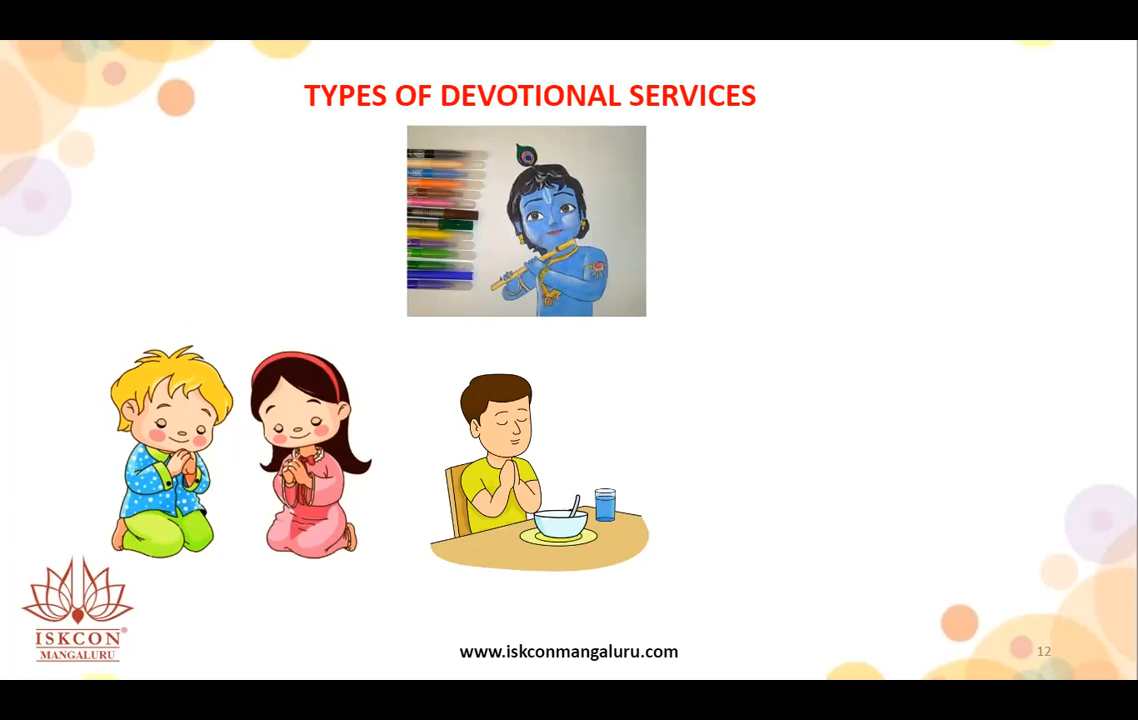 TYPES OF DEVOTIONAL SERVICES
ISKCON®
MANGALURU
www.iskconmangaluru.com
12